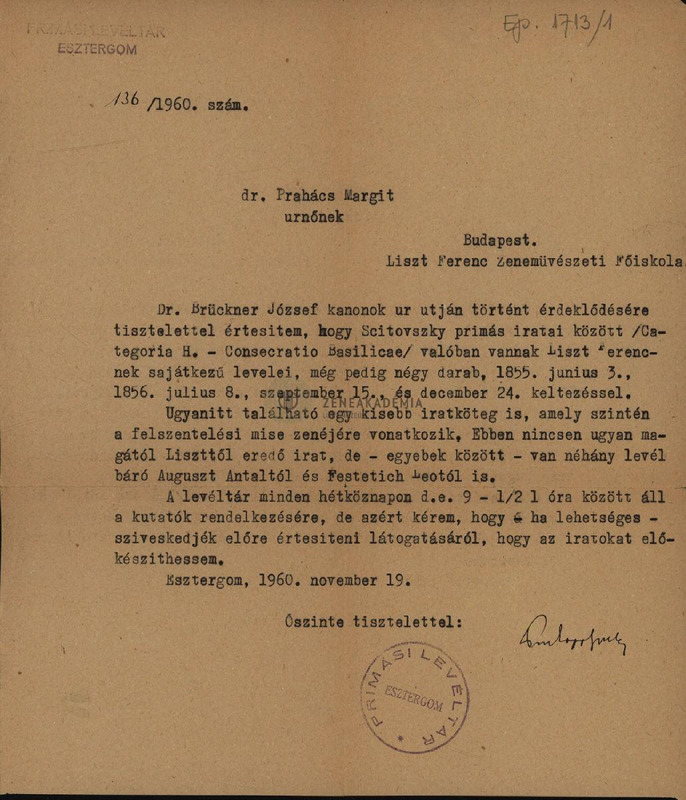 PRIMÁSI LEVÉLTÁR
ESZTERGOM
Ep. 1713/1
136/1960. szám.
dr. Prahács Margit
urnőnek
Budapest.
Liszt Ferenc Zeneművészeti Főiskola
Dr. Brückner József kanonok ur utján történt érdeklődésére
tisztelettel értesitem, hogy Scitovszky primás iratai között /Ca-
tegoria H. - Consecratio Basilicae/ valóban vannak Liszt Ferenc-
nek sajátkezű levelei, még pedig négy darab, 1855. junius 3.,
1856. julius 8., szeptember 15., és december 24. keltezéssel.
ZENEAKADÉMIA
Ugyanitt található egy kisebb iratköteg is, amely szintén
a felszentelési mise zenéjére vonatkozik. Ebben nincsen ugyan ma-
gától Liszttől eredő irat, de - egyebek között - van néhány levél
báró Auguszt Antaltól és Festetich Leotól is.
A levéltár minden hétköznapon d.e. 9 - 1/2 1 óra között áll
a kutatók rendelkezésére, de azért kérem, hogy ha lehetséges -
sziveskedjék előre értesiteni látogatásáról, hogy az iratokat elő-
készithessem.
Esztergom, 1960. november 19.
Őszinte tisztelettel:
PRIMÁSI LEVÉLTÁR
ESZTERGOM